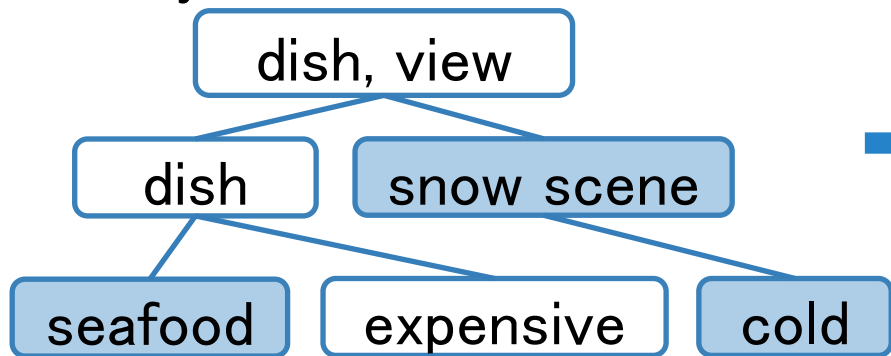 dish, view
dish
snow scene
seafood
expensive
cold